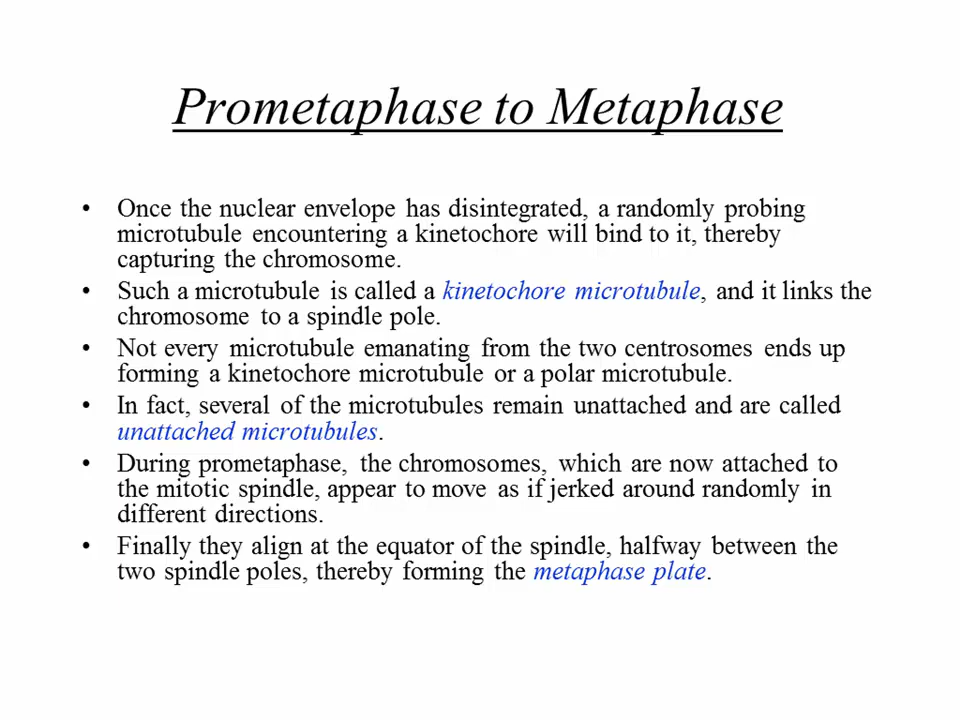 Prometaphase to Metaphase
• Once the nuclear envelope has disintegrated, a randomly probing
microtubule encountering a kinetochore will bind to it, thereby
capturing the chromosome.
• Such a microtubule is called a kinetochore microtubule, and it links the
chromosome to a spindle pole.
• Not every microtubule emanating from the two centrosomes ends up
forming a kinetochore microtubule or a polar microtubule.
• In fact, several of the microtubules remain unattached and are called
unattached microtubules.
• During prometaphase, the chromosomes, which are now attached to
the mitotic spindle, appear to move as if jerked around randomly in
different directions.
• Finally they align at the equator of the spindle, halfway between the
two spindle poles, thereby forming the metaphase plate.